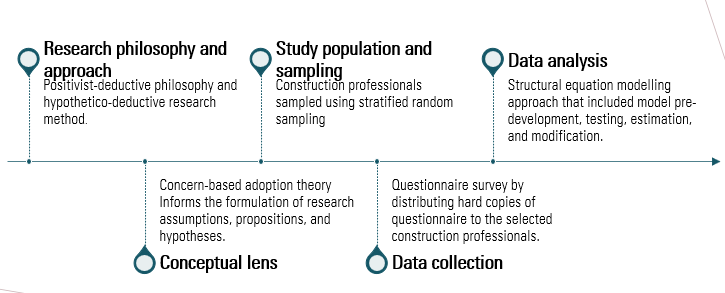 Research philosophy and
approach
Positivist-deductive philosophy and
hypothetico-deductive research
method.
Study population and
sampling
Construction professionals
sampled using stratified random
sampling
Data analysis
Structural equation modelling
approach that included model pre-
development, testing, estimation,
and modification.
Concern-based adoption theory
Informs the formulation of research
assumptions, propositions, and
hypotheses.
Conceptual lens
Questionnaire survey by
distributing hard copies of
questionnaire to the selected
construction professionals.
Data collection